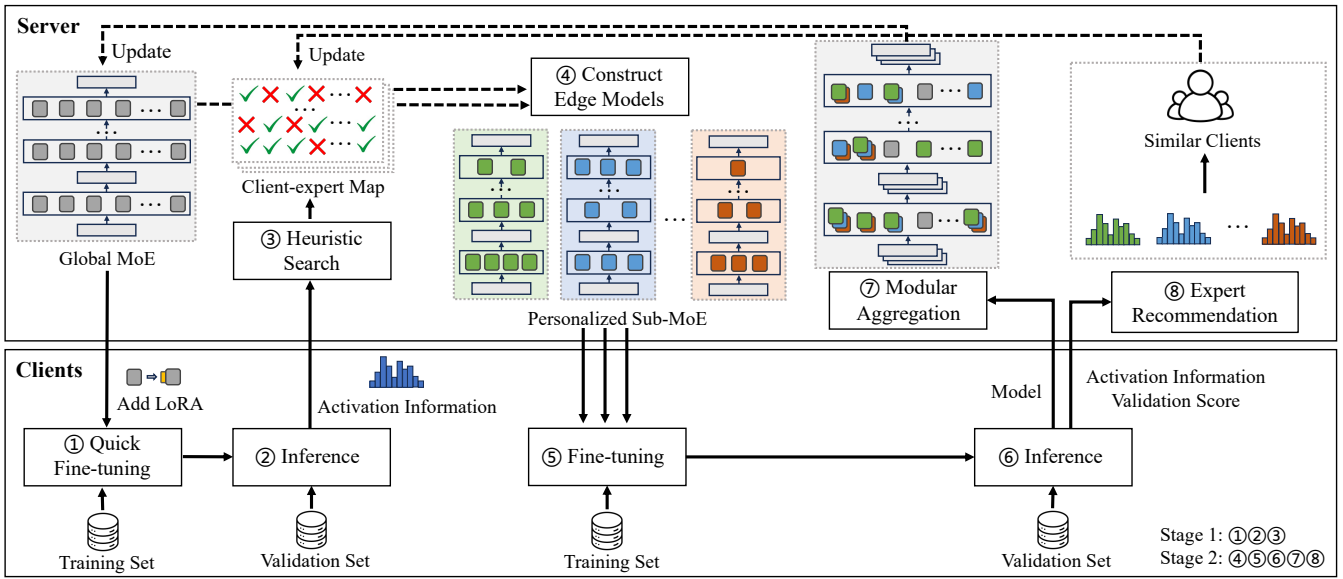 Server
Update
Update
④ Construct
Edge Models
Similar Clients
Client-expert Map
③ Heuristic
Search
Global MoE
Personalized Sub-MoE
⑦ Modular
Aggregation
⑧ Expert
Recommendation
Clients
Add LoRA
Activation Information
Model
Activation Information
Validation Score
① Quick
Fine-tuning
② Inference
⑤ Fine-tuning
⑥ Inference
Training Set
Validation Set
Training Set
Validation Set
Stage 1: ①②③
Stage 2: ④⑤⑥⑦⑧